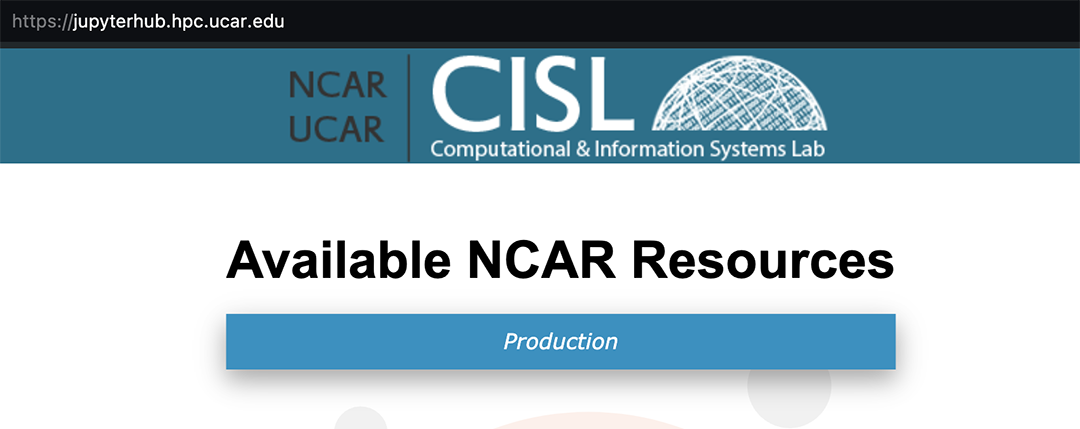 https://jupyterhub.hpc.ucar.edu
NCAR
UCAR
CISL
Computational & Information Systems Lab
Available NCAR Resources
Production